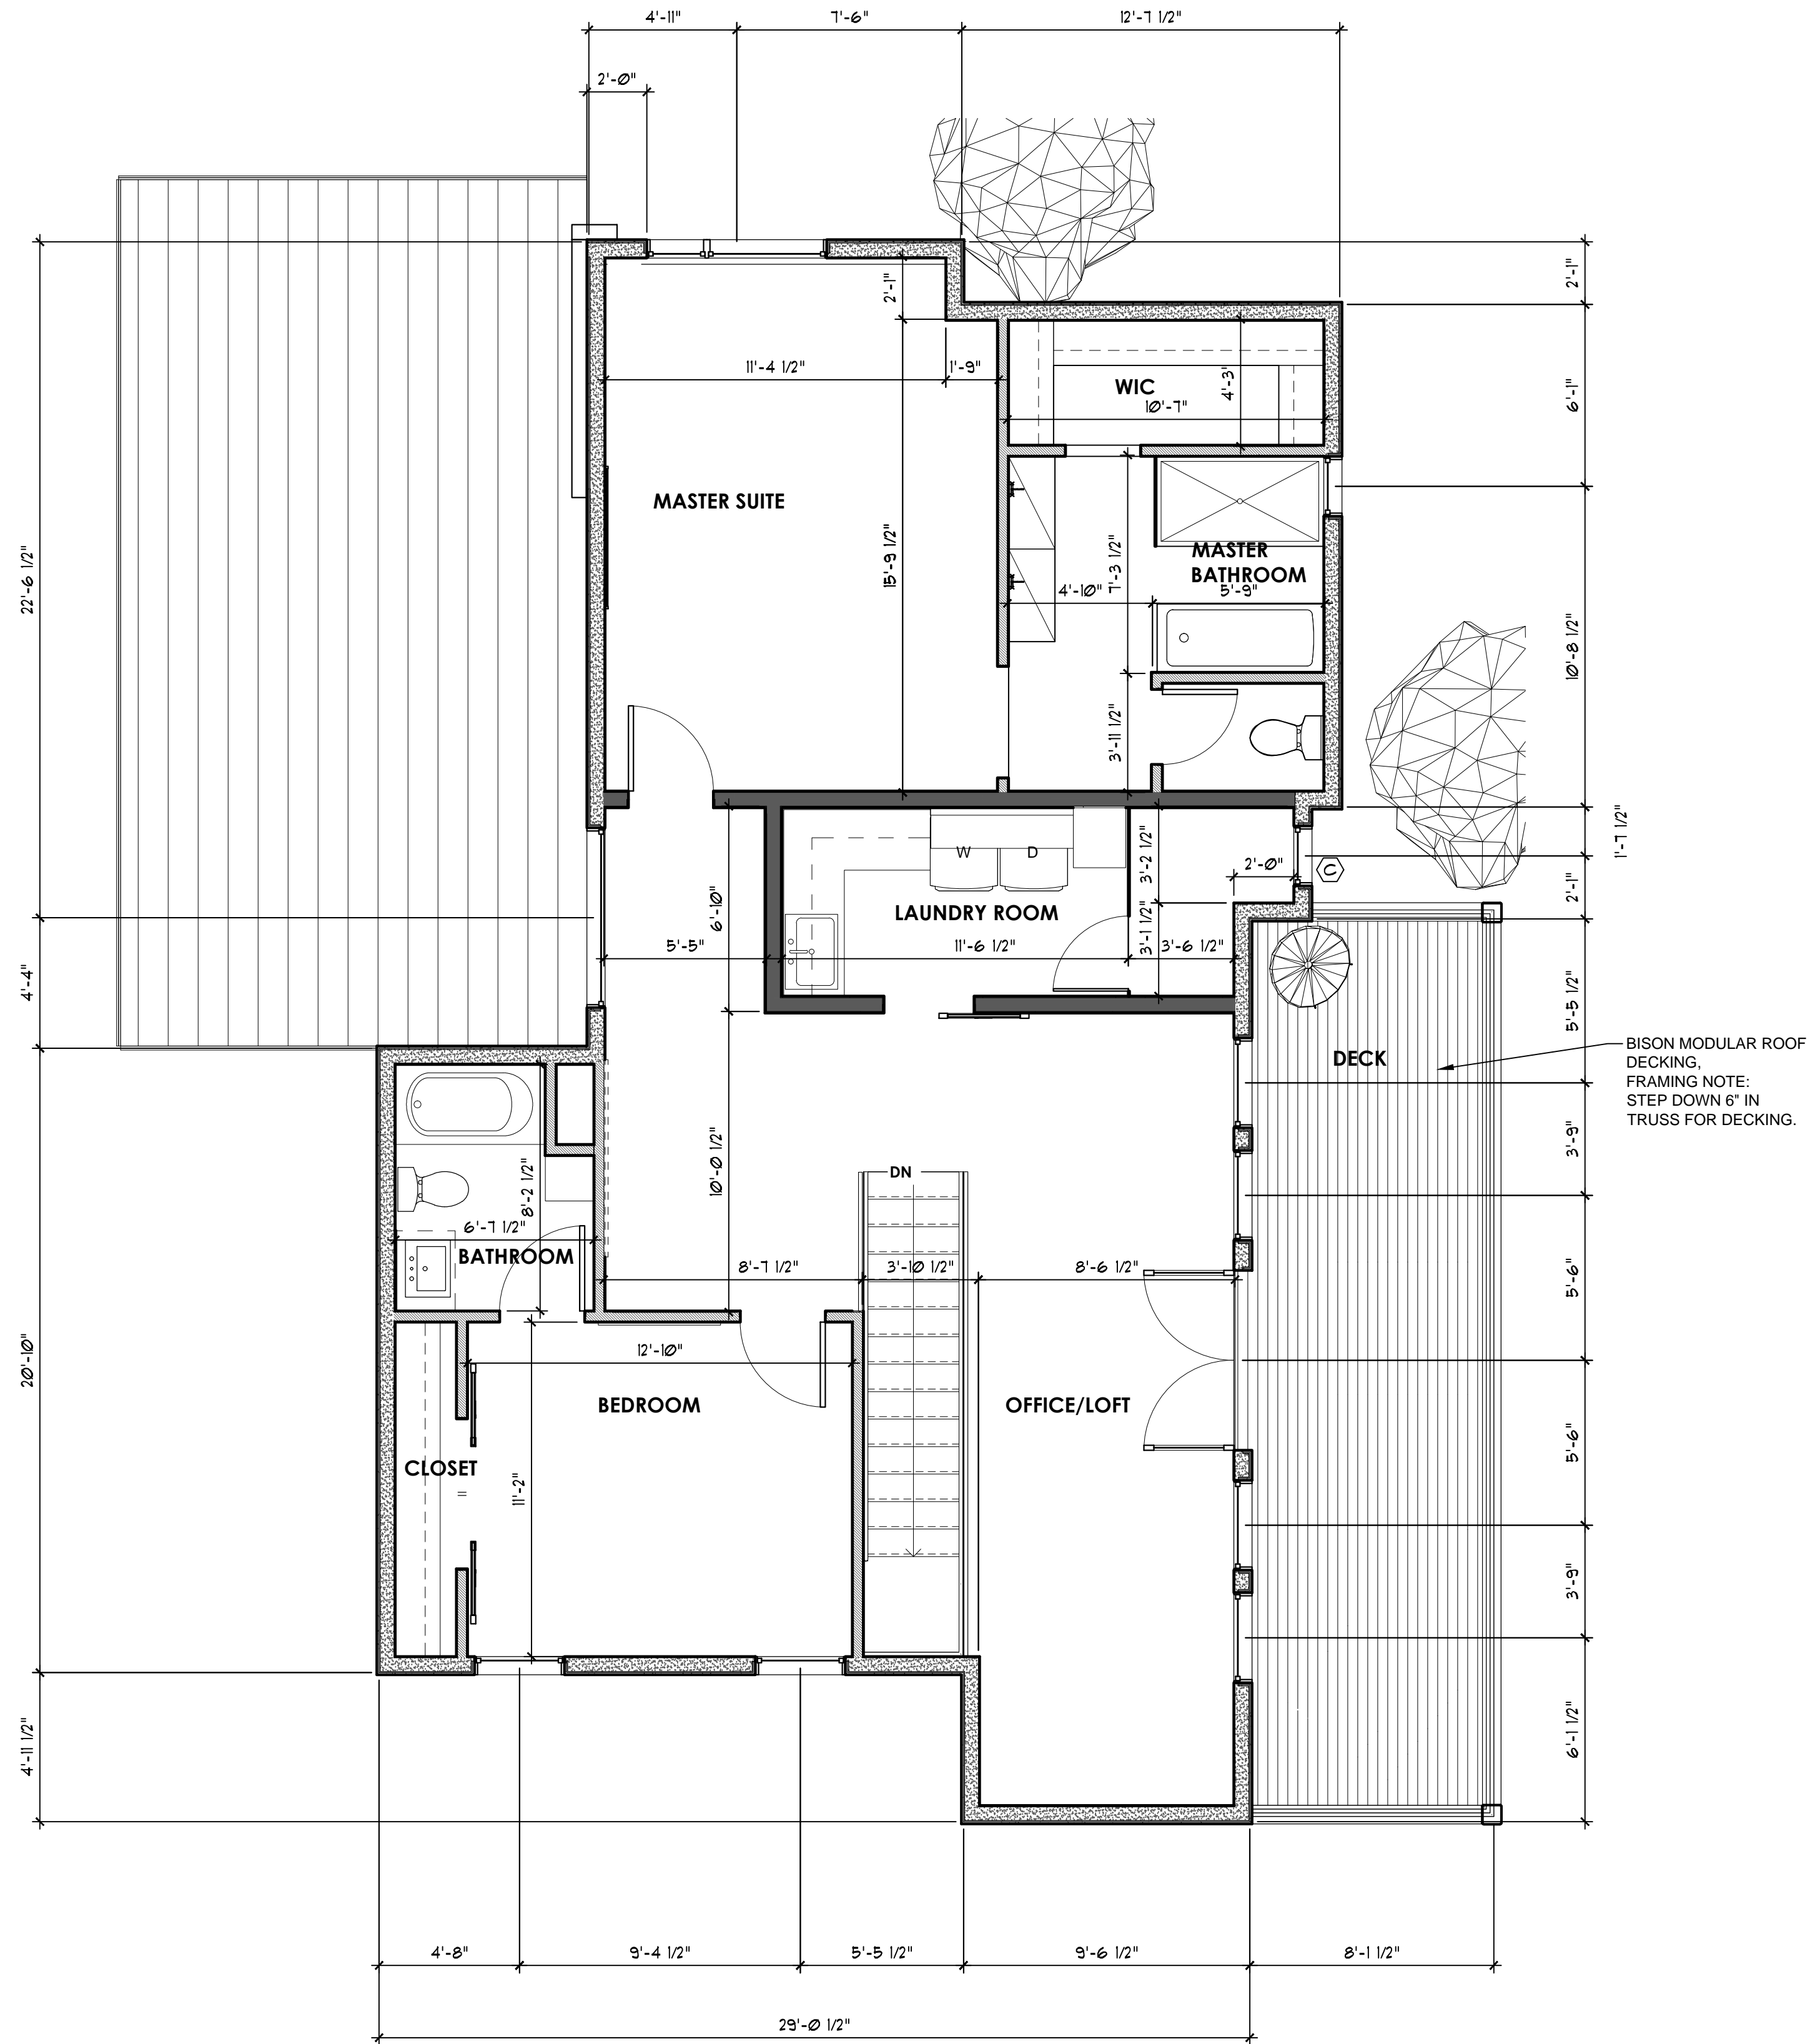 4'-11" 7'-6" 12'-7 1/2"
2'-0"
2'-1" 2'-1"
11'-4 1/2" 1'-9"
WIC
4'-3'
10'-7"
6'-1"
MASTER SUITE
15'-9 1/2"
MASTER
BATHROOM
7'-3 1/2"
4'-10" 5'-9"
22'-6 1/2"
10'-8 1/2"
3'-11 1/2"
1'-7 1/2"
W D
3'-2 1/2"
2'-0"
C
2'-1"
LAUNDRY ROOM
6'-10"
3'-1 1/2"
5'-5" 11'-6 1/2" 3'-6 1/2"
4'-4"
5'-5 1/2"
DECK
BISON MODULAR ROOF
DECKING,
FRAMING NOTE:
STEP DOWN 6" IN
TRUSS FOR DECKING.
3'-9"
10'-0 1/2"
DN
8'-2 1/2"
6'-7 1/2"
BATHROOM
8'-7 1/2" 3'-10 1/2" 8'-6 1/2"
5'-6"
12'-10"
20'-10"
BEDROOM
OFFICE/LOFT
5'-6"
CLOSET
11'-2"
3'-9"
4'-11 1/2"
6'-1 1/2"
4'-8" 9'-4 1/2" 5'-5 1/2" 9'-6 1/2" 8'-1 1/2"
29'-0 1/2"